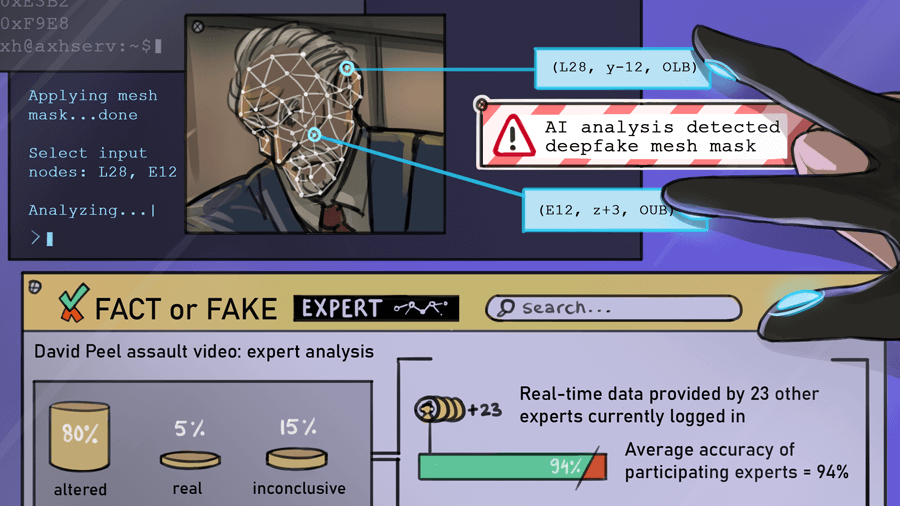 0xE3B2
0xF9E8
xh@axhserv:~$
Applying mesh
mask...done
Select input
nodes: L28, E12
Analyzing...|
>
(L28, y-12, OLB)
AI analysis detected
deepfake mesh mask
(E12, z+3, OUB)
FACT or FAKE EXPERT
search...
David Peel assault video: expert analysis
80%
5%
15%
altered
real
inconclusive
+23
Real-time data provided by 23 other
experts currently logged in
94%
Average accuracy of
participating experts = 94%